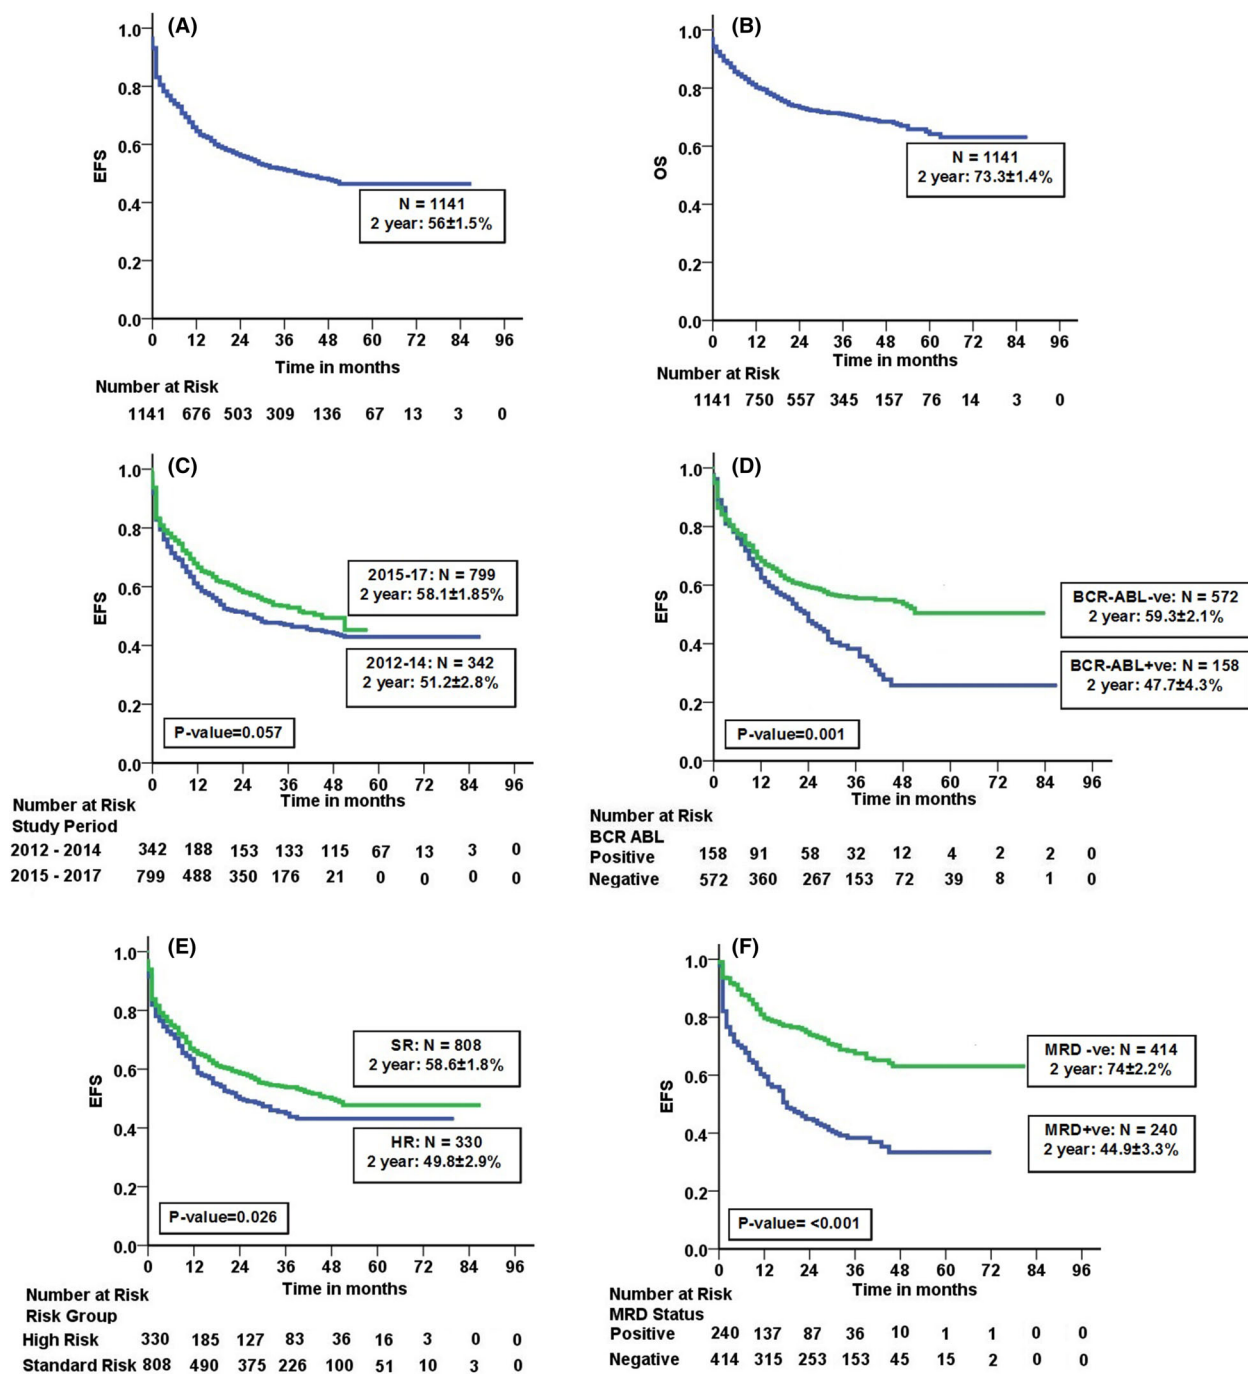 (A)
1.0
0.8
0.6
0.4
0.2
0.0
EFS
N = 1141
2 year: 56±1.5%
0 12 24 36 48 60 72 84 96
Time in months
Number at Risk
1141 676 503 309 136 67 13 3 0
(B)
1.0
0.8
0.6
0.4
0.2
0.0
OS
N = 1141
2 year: 73.3±1.4%
0 12 24 36 48 60 72 84 96
Time in months
Number at Risk
1141 750 557 345 157 76 14 3 0
(C)
1.0
0.8
0.6
0.4
0.2
0.0
EFS
2015-17: N = 799
2 year: 58.1±1.85%
2012-14: N = 342
2 year: 51.2±2.8%
P-value=0.057
0 12 24 36 48 60 72 84 96
Time in months
Number at Risk
Study Period
2012 - 2014 342 188 153 133 115 67 13 3 0
2015 - 2017 799 488 350 176 21 0 0 0 0
(D)
1.0
0.8
0.6
0.4
0.2
0.0
EFS
BCR-ABL-ve: N = 572
2 year: 59.3±2.1%
BCR-ABL+ve: N = 158
2 year: 47.7±4.3%
P-value=0.001
0 12 24 36 48 60 72 84 96
Time in months
Number at Risk
BCR ABL
Positive 158 91 58 32 12 4 2 2 0
Negative 572 360 267 153 72 39 8 1 0
(E)
1.0
0.8
0.6
0.4
0.2
0.0
EFS
SR: N = 808
2 year: 58.6±1.8%
HR: N = 330
2 year: 49.8±2.9%
P-value=0.026
0 12 24 36 48 60 72 84 96
Time in months
Number at Risk
Risk Group
High Risk 330 185 127 83 36 16 3 0 0
Standard Risk 808 490 375 226 100 51 10 3 0
(F)
1.0
0.8
0.6
0.4
0.2
0.0
EFS
MRD -ve: N = 414
2 year: 74±2.2%
MRD+ve: N = 240
2 year: 44.9±3.3%
P-value= <0.001
0 12 24 36 48 60 72 84 96
Time in months
Number at Risk
MRD Status
Positive 240 137 87 36 10 1 1 0 0
Negative 414 315 253 153 45 15 2 0 0